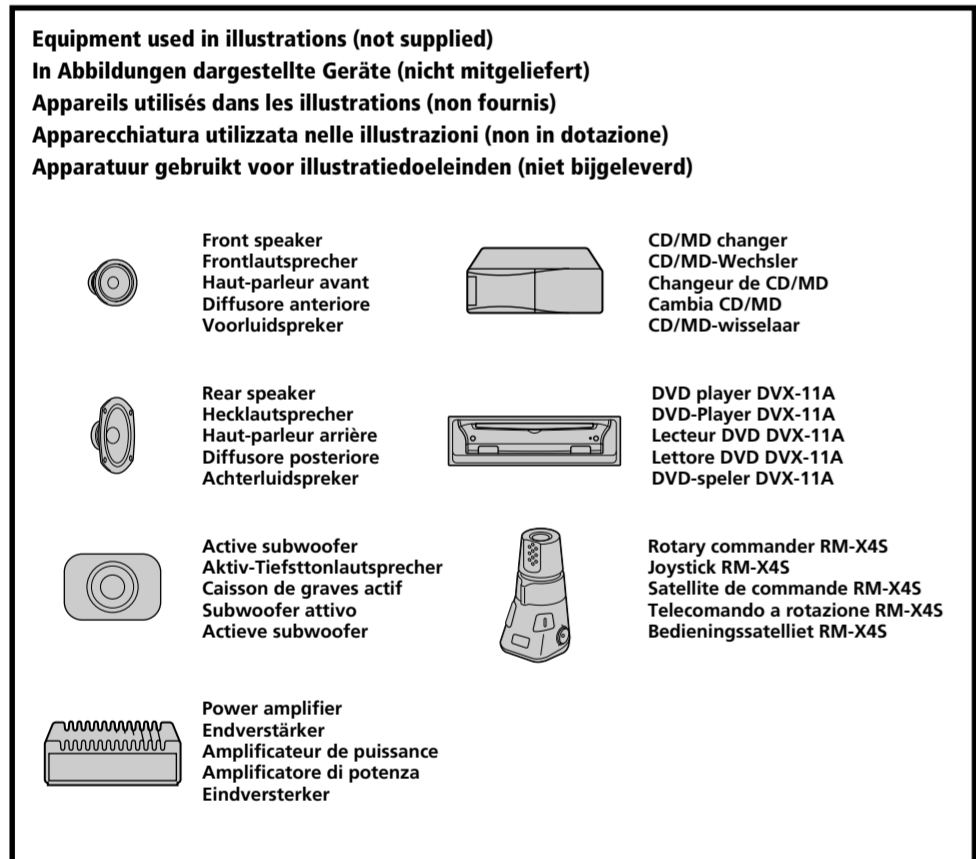 Equipment used in illustrations (not supplied)
In Abbildungen dargestellte Geräte (nicht mitgeliefert)
Appareils utilisés dans les illustrations (non fournis)
Apparecchiatura utilizzata nelle illustrazioni (non in dotazione)
Apparatuur gebruikt voor illustratiedoeleinden (niet bijgeleverd)
Front speaker
Frontlautsprecher
Haut-parleur avant
Diffusore anteriore
Voorluidspreker
CD/MD changer
CD/MD-Wechsler
Changeur de CD/MD
Cambia CD/MD
CD/MD-wisselaar
Rear speaker
Hecklautsprecher
Haut-parleur arrière
Diffusore posteriore
Achterluidspreker
DVD player DVX-11A
DVD-Player DVX-11A
Lecteur DVD DVX-11A
Lettore DVD DVX-11A
DVD-speler DVX-11A
Active subwoofer
Aktiv-Tiefsttonlautsprecher
Caisson de graves actif
Subwoofer attivo
Actieve subwoofer
Rotary commander RM-X4S
Joystick RM-X4S
Satellite de commande RM-X4S
Telecomando a rotazione RM-X4S
Bedieningssatelliet RM-X4S
Power amplifier
Endverstärker
Amplificateur de puissance
Amplificatore di potenza
Eindversterker